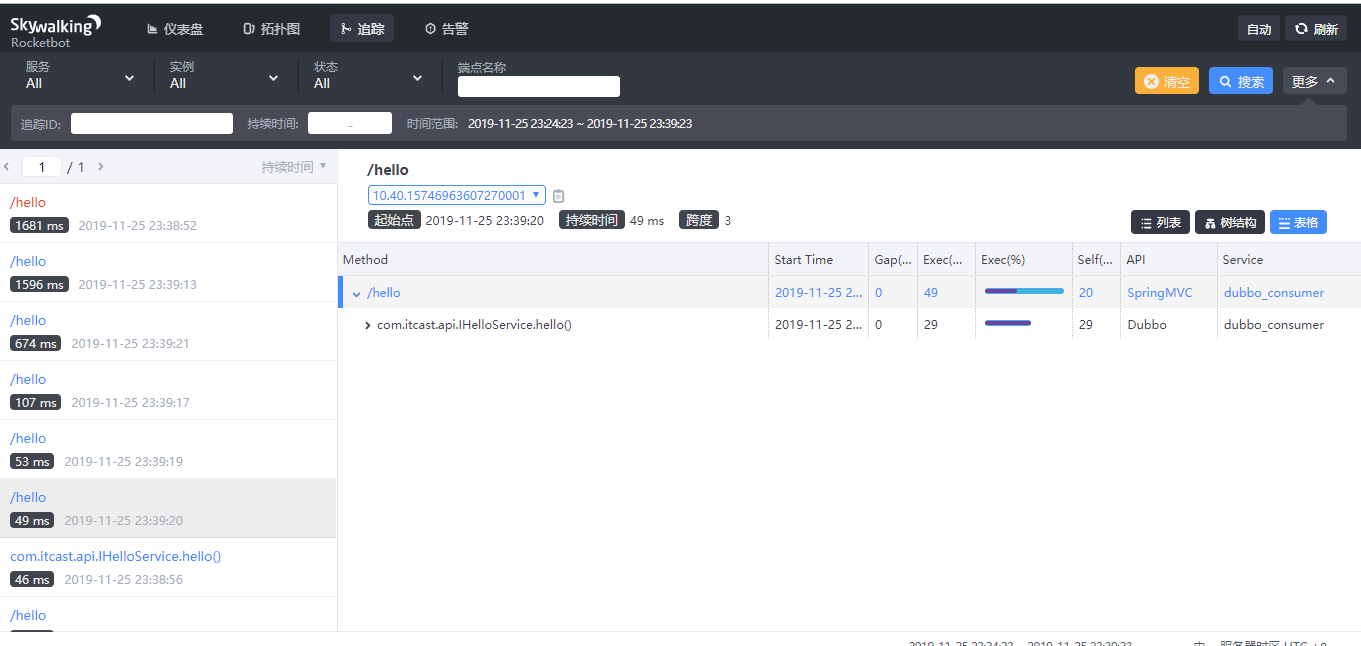 Skywalking
Rocketbot
仪表盘 拓扑图 追踪 告警 自动 刷新
服务 实例 状态 端点名称
All All All
清空 搜索 更多
追踪ID: 持续时间: - 时间范围: 2019-11-25 23:24:23 ~ 2019-11-25 23:39:23
1 / 1 持续时间
/hello
1681 ms 2019-11-25 23:38:52
/hello
1596 ms 2019-11-25 23:39:13
/hello
674 ms 2019-11-25 23:39:21
/hello
107 ms 2019-11-25 23:39:17
/hello
53 ms 2019-11-25 23:39:19
/hello
49 ms 2019-11-25 23:39:20
com.itcast.api.IHelloService.hello()
46 ms 2019-11-25 23:38:56
/hello
/hello
10.40.15746963607270001
起始点 2019-11-25 23:39:20 持续时间 49 ms 跨度 3
列表 树结构 表格
Method Start Time Gap(... Exec(... Exec(%) Self(... API Service
/hello 2019-11-25 2... 0 49 20 SpringMVC dubbo_consumer
com.itcast.api.IHelloService.hello() 2019-11-25 2... 0 29 29 Dubbo dubbo_consumer